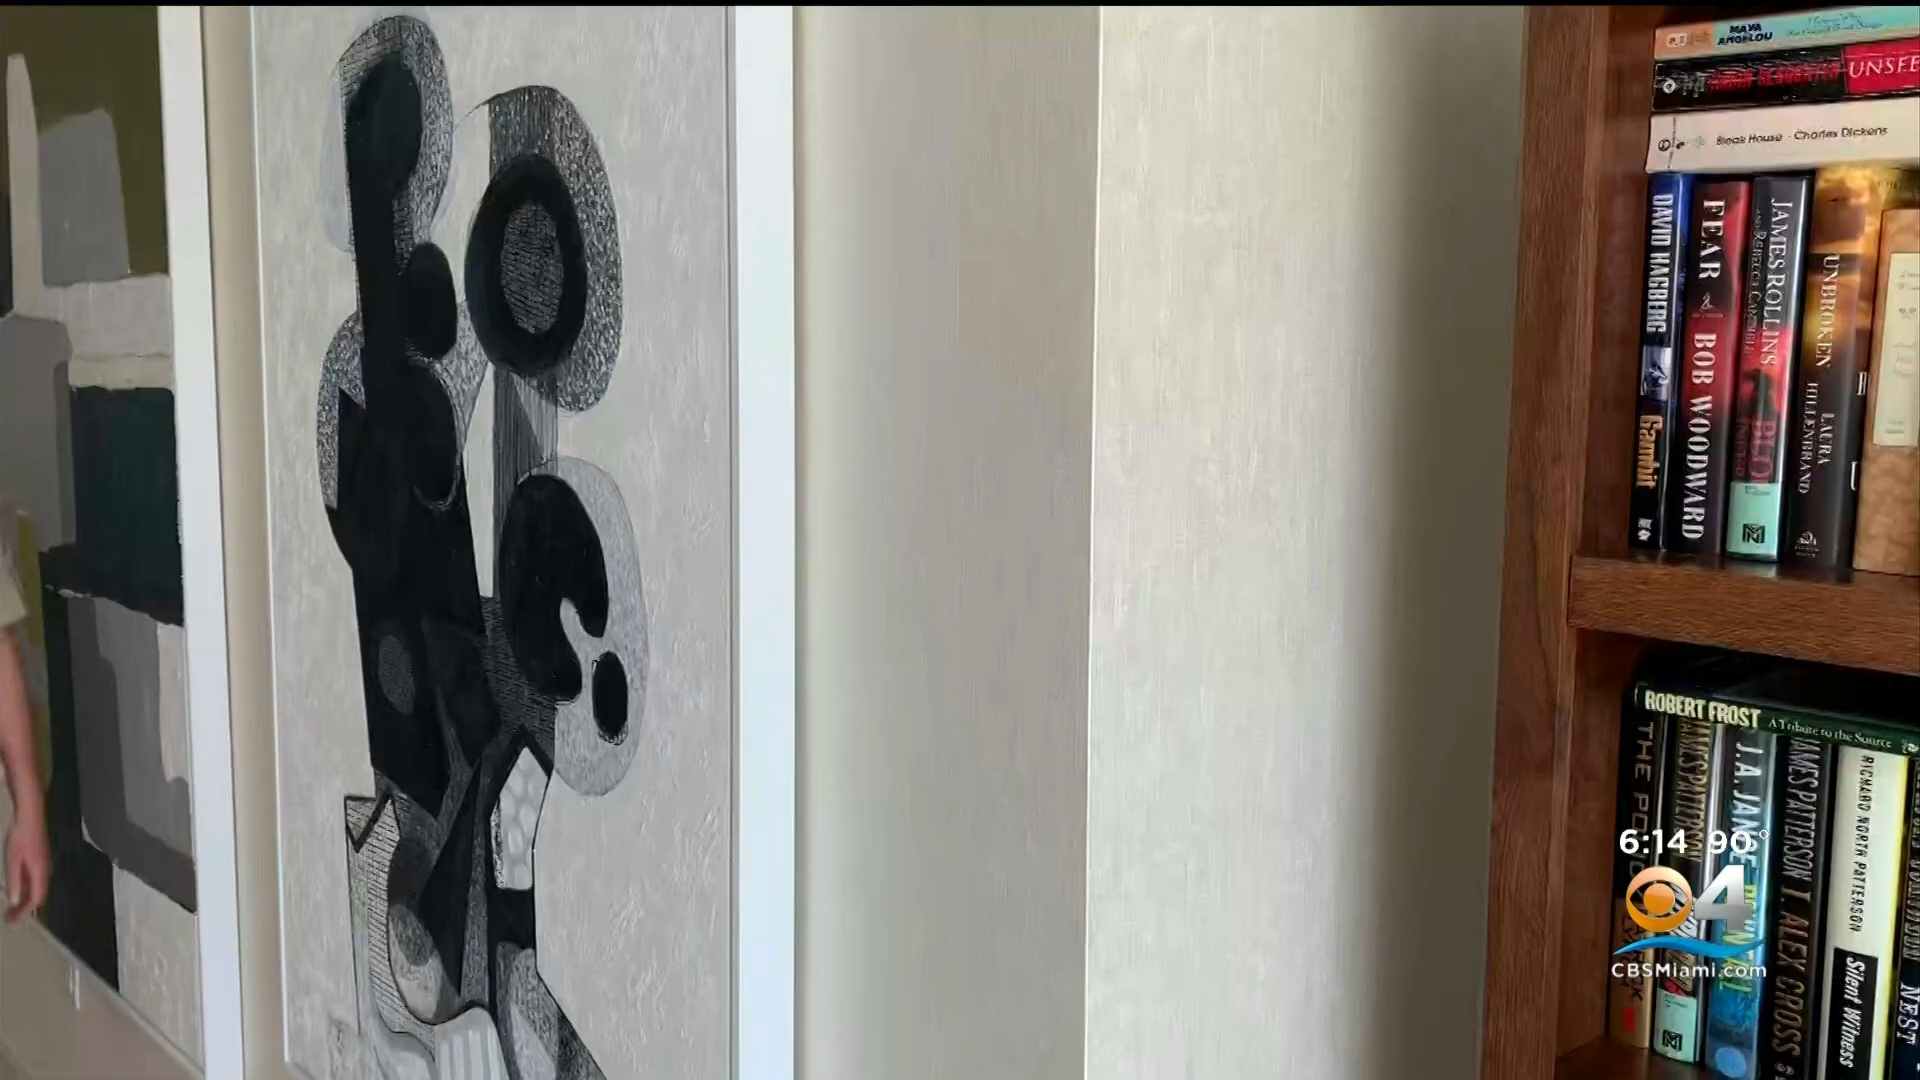 MAYA ANGELOU
UNSEE
Bleak House · Charles Dickens
DAVID HAGBERG Gambit
FEAR BOB WOODWARD
JAMES ROLLINS AND REBECCA CANTRELL
UNBROKEN LAURA HILLENBRAND
ROBERT FROST A Tribute to the Source
THE
JAMES PATTERSON
J.A. JANCE
JAMES PATTERSON I, ALEX CROSS
RICHARD NORTH PATTERSON Silent Witness
NEST
6:14 90°
4
CBSMiami.com